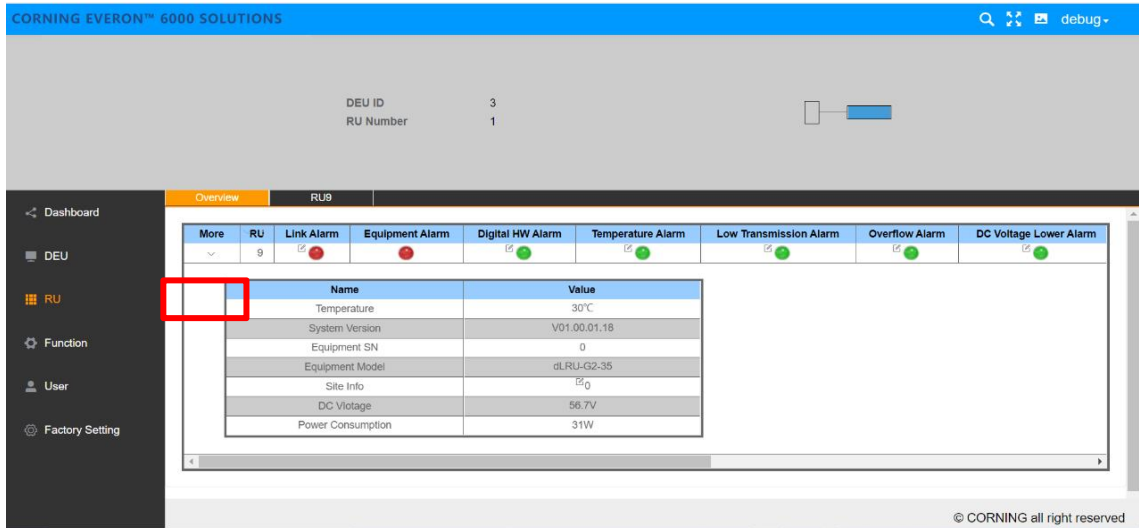 CORNING EVERON™ 6000 SOLUTIONS
debug
DEU ID 3
RU Number 1
Overview RU9
Dashboard
DEU
RU
Function
User
Factory Setting
More RU Link Alarm Equipment Alarm Digital HW Alarm Temperature Alarm Low Transmission Alarm Overflow Alarm DC Voltage Lower Alarm
9
Name Value
Temperature 30℃
System Version V01.00.01.18
Equipment SN 0
Equipment Model dLRU-G2-35
Site Info 0
DC Vlotage 56.7V
Power Consumption 31W
© CORNING all right reserved